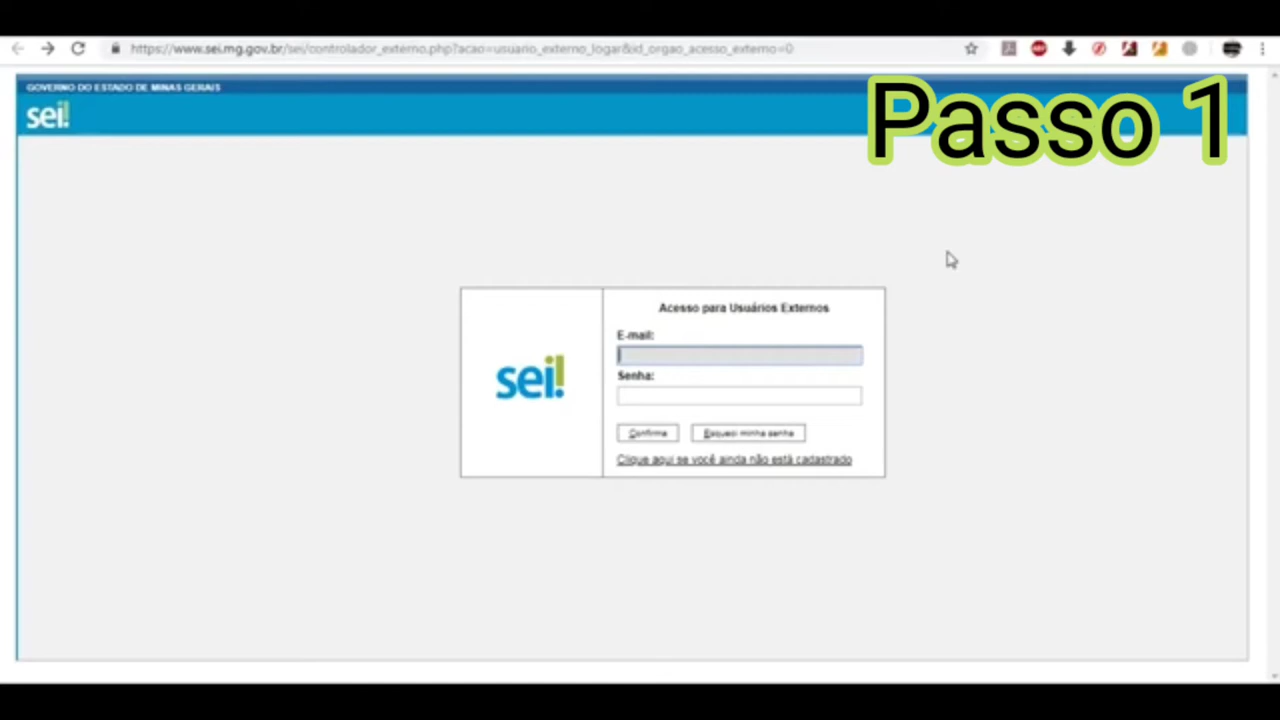 https://www.sei.mg.gov.br/sei/controlador_externo.php?acao=usuario_externo_logar&id_orgao_acesso_externo=0
GOVERNO DO ESTADO DE MINAS GERAIS
sei!
Passo 1
Acesso para Usuários Externos
E-mail:
sei!
Senha:
Confirma
Esqueci minha senha
Clique aqui se você ainda não está cadastrado